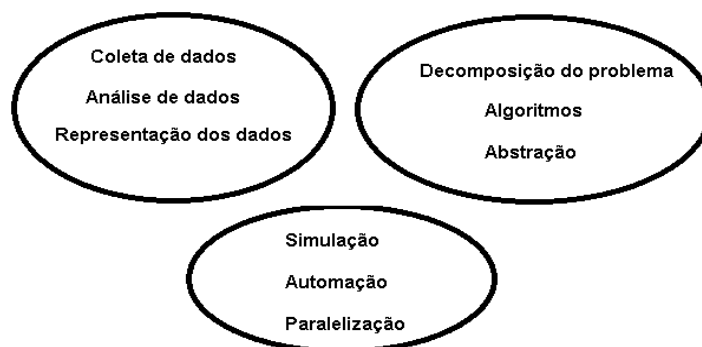 Coleta de dados
Análise de dados
Representação dos dados
Decomposição do problema
Algoritmos
Abstração
Simulação
Automação
Paralelização